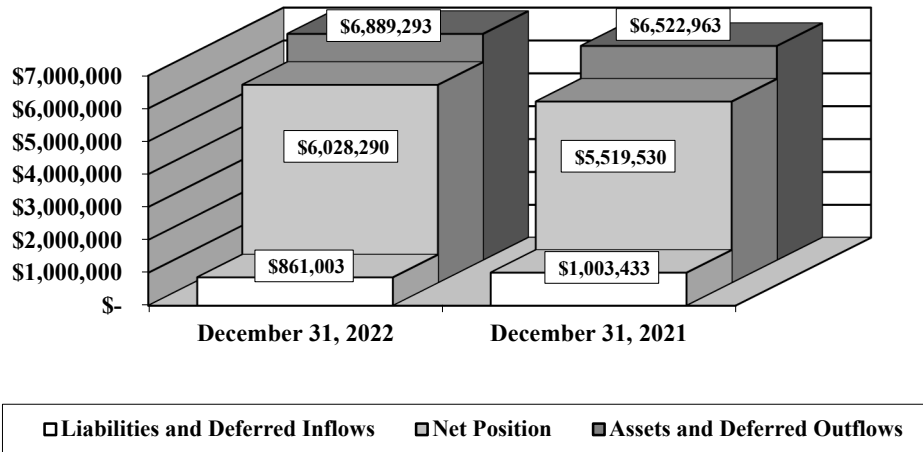 $6,889,293
$6,522,963
$7,000,000
$6,000,000
$6,028,290
$5,519,530
$5,000,000
$4,000,000
$3,000,000
$2,000,000
$861,003
$1,003,433
$1,000,000
$-
December 31, 2022
December 31, 2021
Liabilities and Deferred Inflows
Net Position
Assets and Deferred Outflows